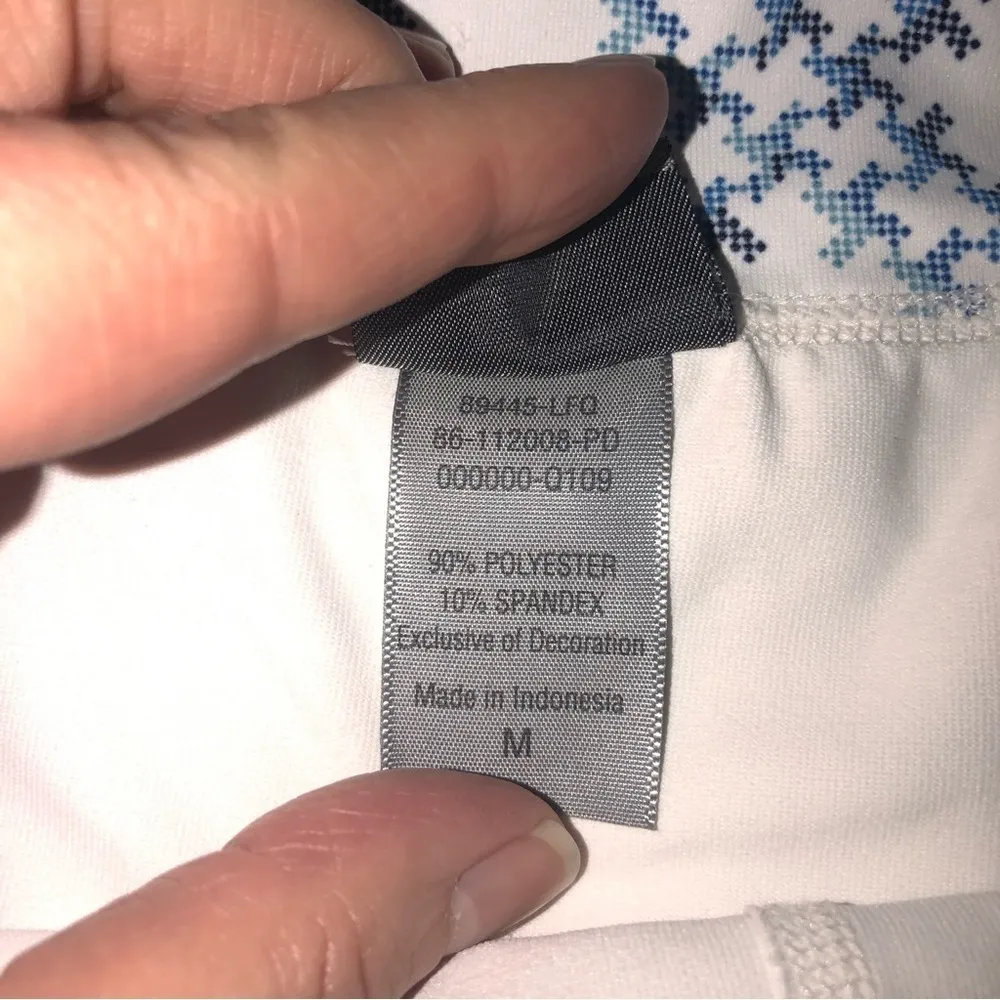 89445-LFQ
86-112008-PD
000000-Q109
90% POLYESTER
10% SPANDEX
Exclusive of Decoration
Made in Indonesia
M